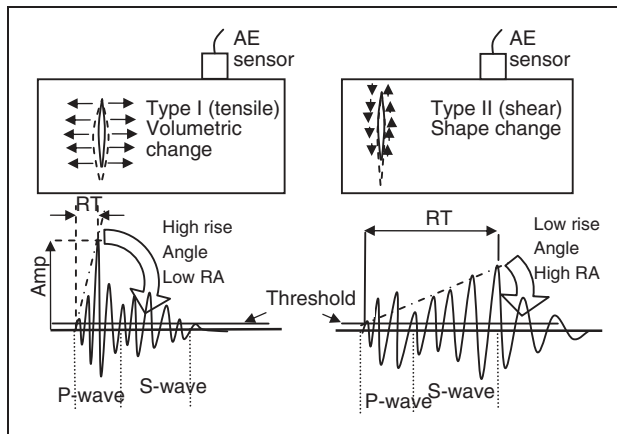 AE
sensor
Type I (tensile)
Volumetric
change
AE
sensor
Type II (shear)
Shape change
RT
Amp
High rise
Angle
Low RA
Threshold
P-wave
S-wave
RT
Low rise
Angle
High RA
P-wave
S-wave